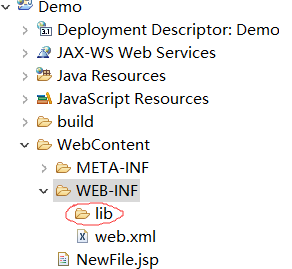 Demo
Deployment Descriptor: Demo
JAX-WS Web Services
Java Resources
JavaScript Resources
build
WebContent
META-INF
WEB-INF
lib
web.xml
NewFile.jsp